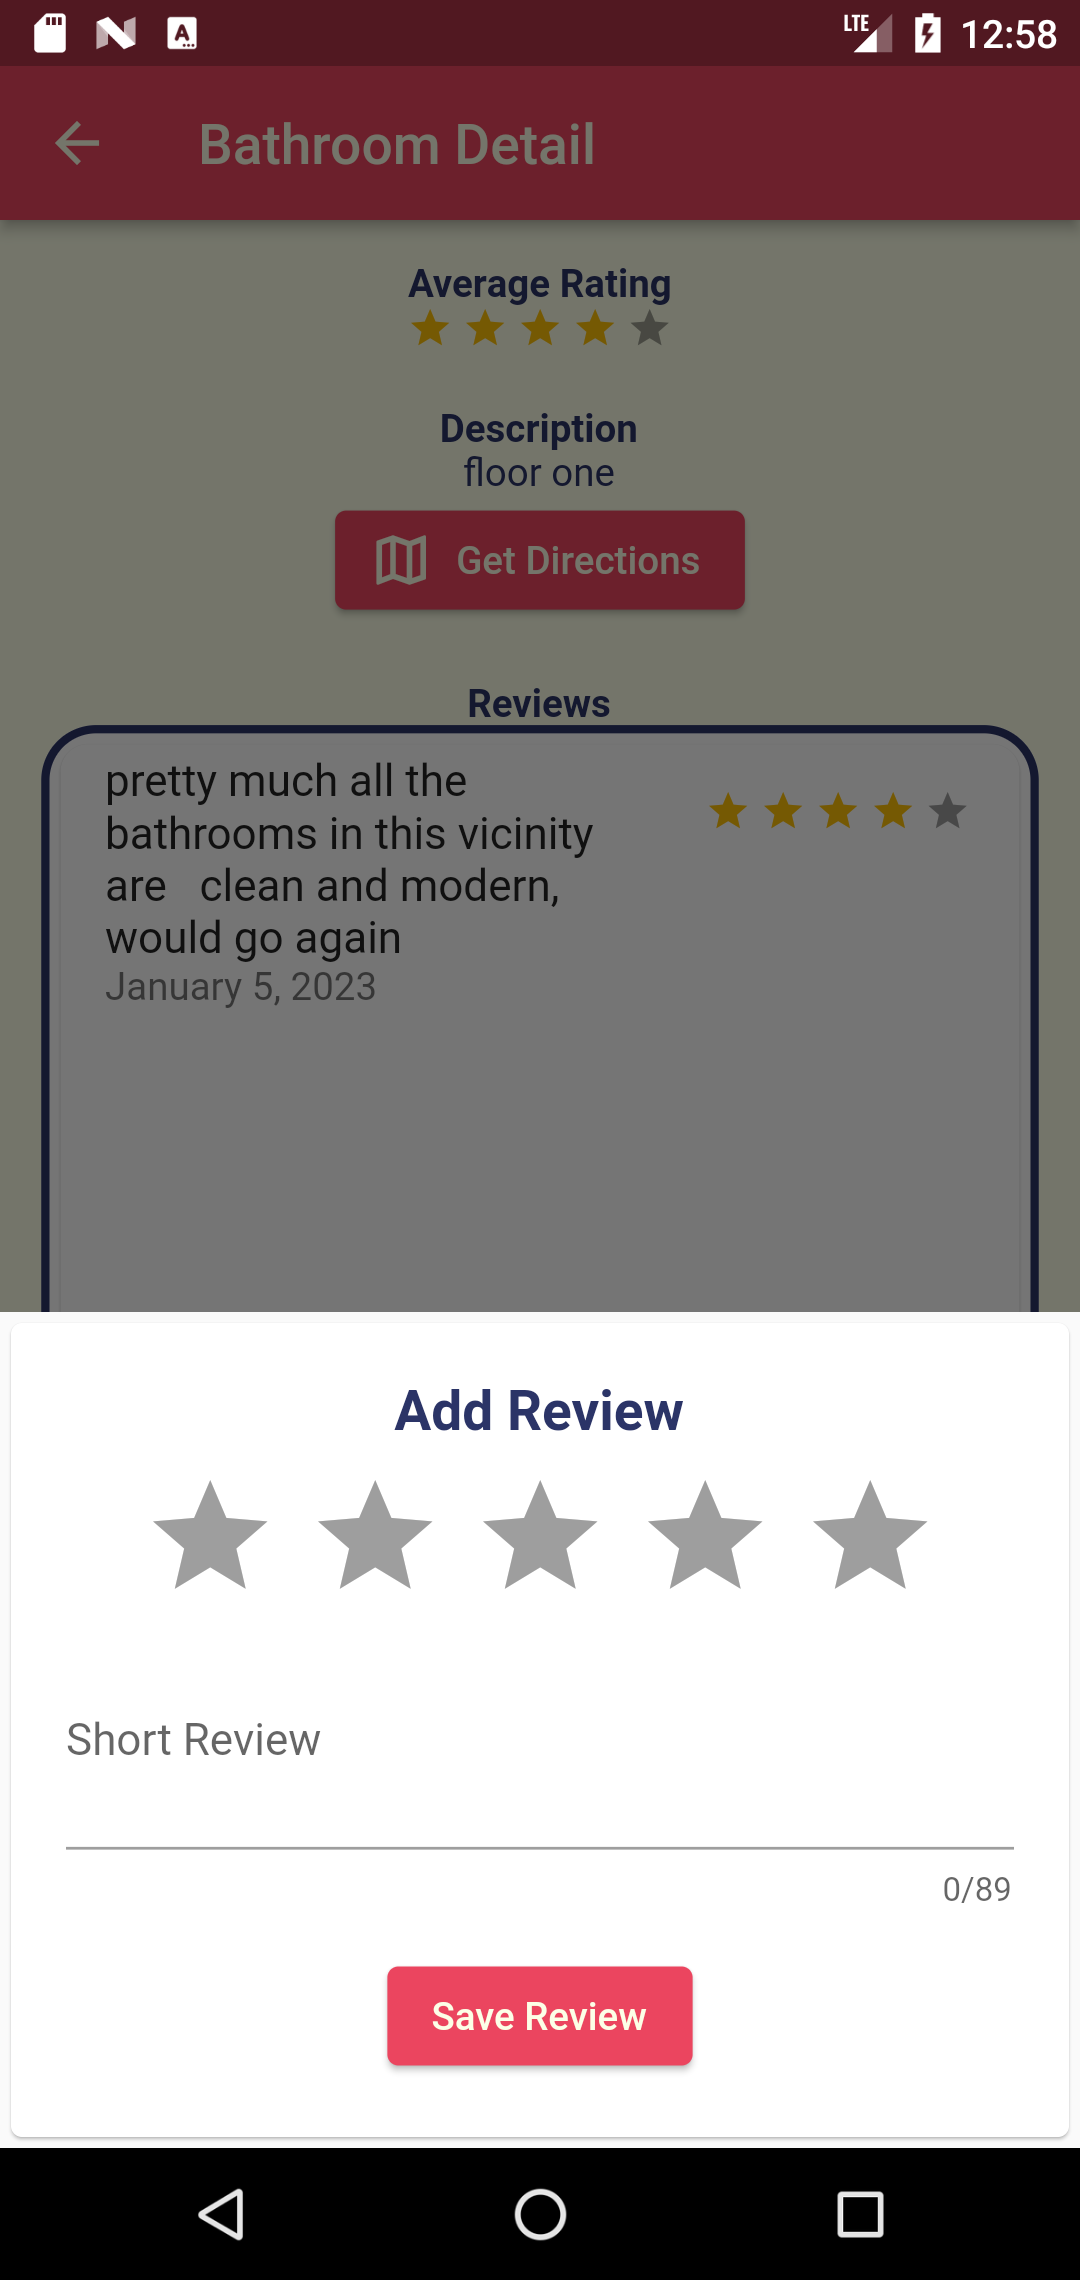 LTE 12:58
Bathroom Detail
Average Rating
Description
floor one
Get Directions
Reviews
pretty much all the
bathrooms in this vicinity
are   clean and modern,
would go again
January 5, 2023
Add Review
Short Review
0/89
Save Review